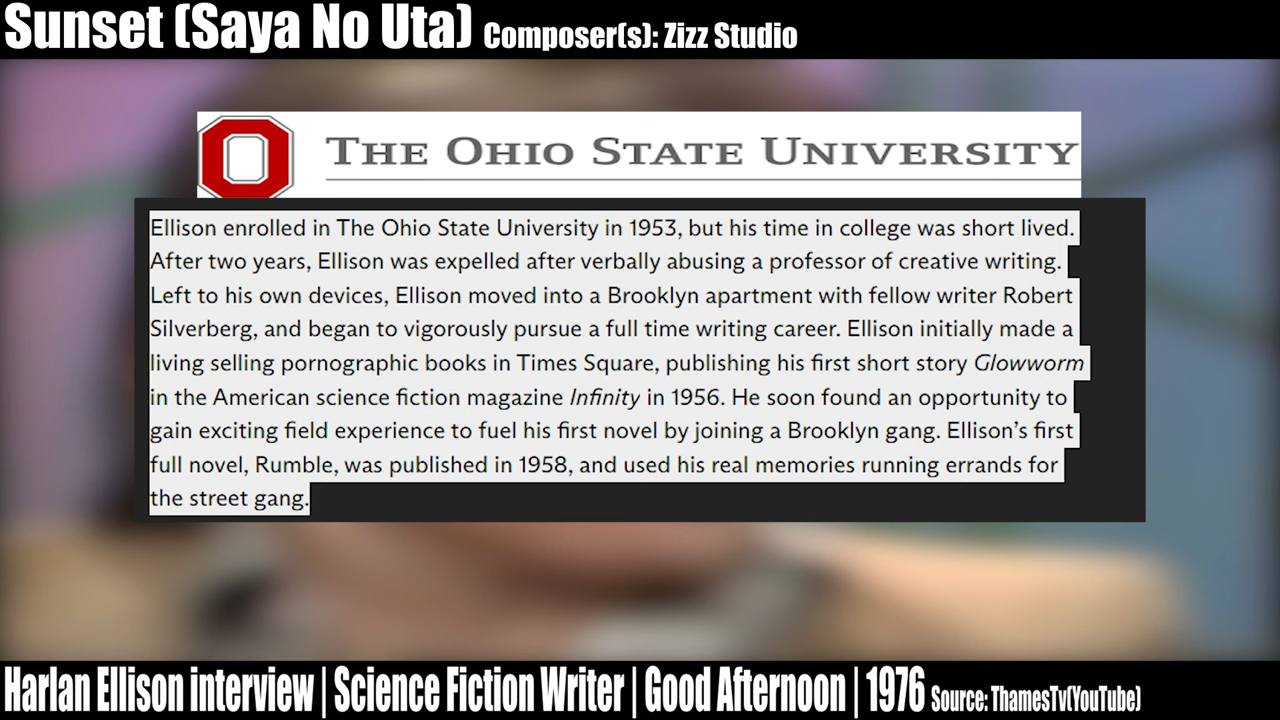 Sunset (Saya No Uta) Composer(s): Zizz Studio
O THE OHIO STATE UNIVERSITY
Ellison enrolled in The Ohio State University in 1953, but his time in college was short lived.
After two years, Ellison was expelled after verbally abusing a professor of creative writing.
Left to his own devices, Ellison moved into a Brooklyn apartment with fellow writer Robert
Silverberg, and began to vigorously pursue a full time writing career. Ellison initially made a
living selling pornographic books in Times Square, publishing his first short story Glowworm
in the American science fiction magazine Infinity in 1956. He soon found an opportunity to
gain exciting field experience to fuel his first novel by joining a Brooklyn gang. Ellison’s first
full novel, Rumble, was published in 1958, and used his real memories running errands for
the street gang.
Harlan Ellison interview | Science Fiction Writer | Good Afternoon | 1976 Source: ThamesTv(YouTube)